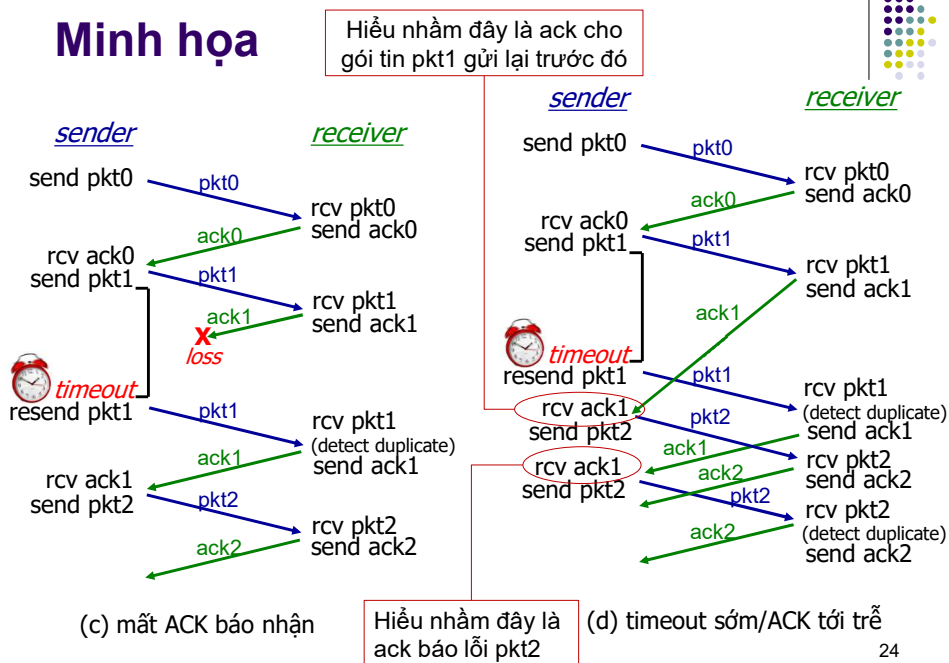 Minh họa
Hiểu nhầm đây là ack cho
gói tin pkt1 gửi lại trước đó
sender
receiver
send pkt0
pkt0
rcv pkt0
send ack0
ack0
rcv ack0
send pkt1
pkt1
rcv pkt1
send ack1
ack1
X
loss
timeout
resend pkt1
pkt1
rcv pkt1
(detect duplicate)
send ack1
ack1
rcv ack1
send pkt2
pkt2
rcv pkt2
send ack2
ack2
(c) mất ACK báo nhận
sender
receiver
send pkt0
pkt0
rcv pkt0
send ack0
ack0
rcv ack0
send pkt1
pkt1
rcv pkt1
send ack1
ack1
timeout
resend pkt1
pkt1
rcv pkt1
(detect duplicate)
send ack1
rcv ack1
send pkt2
pkt2
ack1
rcv pkt2
send ack2
rcv ack1
send pkt2
ack2
pkt2
rcv pkt2
(detect duplicate)
send ack2
ack2
Hiểu nhầm đây là
ack báo lỗi pkt2
(d) timeout sớm/ACK tới trễ
24